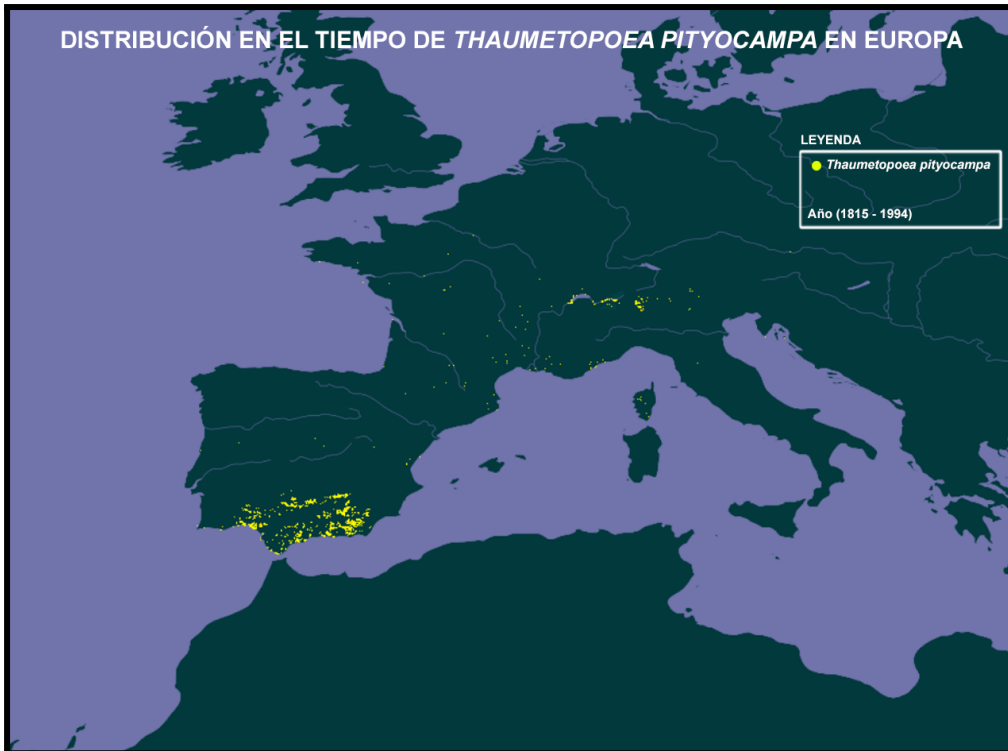 DISTRIBUCIÓN EN EL TIEMPO DE THAUMETOPOEA PITYOCAMPA EN EUROPA
LEYENDA
Thaumetopoea pityocampa
Año (1815 - 1994)